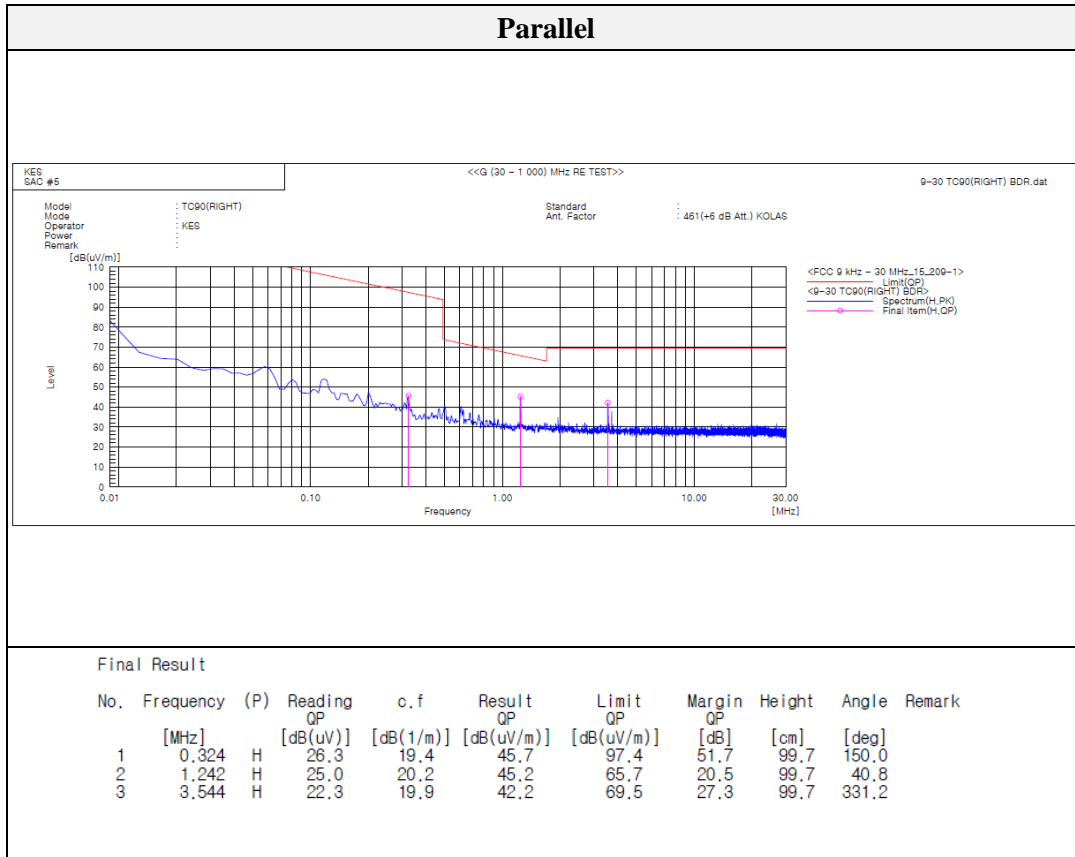 Parallel
KES
SAC #5
<<G (30 - 1 000) MHz RE TEST>>
9-30 TC90(RIGHT) BDR.dat
Model : TC90(RIGHT)
Mode :
Operator : KES
Power :
Remark :
Standard :
Ant. Factor : 461(+6 dB Att.) KOLAS
[dB(uV/m)]
110
100
90
80
70
60
50
40
30
20
10
0
Level
0.01 0.10 1.00 10.00 30.00
Frequency [MHz]
<FCC 9 kHz - 30 MHz_15_209-1>
Limit(QP)
<9-30 TC90(RIGHT) BDR>
Spectrum(H,PK)
Final Item(H,QP)
Final Result
No. Frequency (P) Reading c.f Result Limit Margin Height Angle Remark
QP QP QP QP
[MHz] [dB(uV)] [dB(1/m)] [dB(uV/m)] [dB(uV/m)] [dB] [cm] [deg]
1 0.324 H 26.3 19.4 45.7 97.4 51.7 99.7 150.0
2 1.242 H 25.0 20.2 45.2 65.7 20.5 99.7 40.8
3 3.544 H 22.3 19.9 42.2 69.5 27.3 99.7 331.2